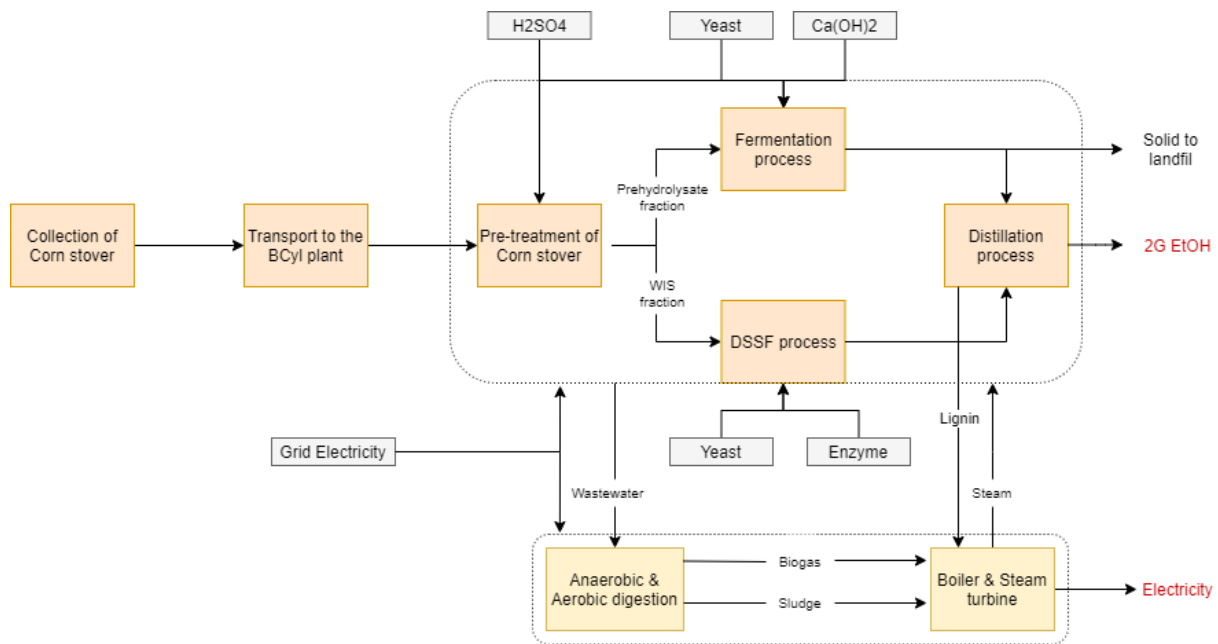 H2SO4
Yeast
Ca(OH)2
Fermentation
process
Solid to
landfil
Prehydrolysate
fraction
Collection of
Corn stover
Transport to the
BCyl plant
Pre-treatment of
Corn stover
Distillation
process
2G EtOH
WIS
fraction
DSSF process
Lignin
Grid Electricity
Yeast
Enzyme
Wastewater
Steam
Anaerobic &
Aerobic digestion
Biogas
Sludge
Boiler & Steam
turbine
Electricity